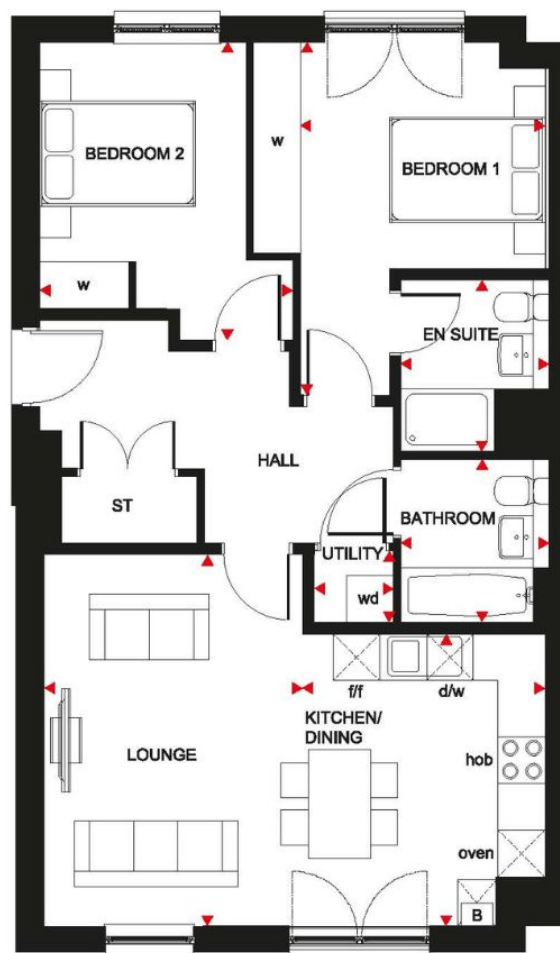 BEDROOM 2
w
BEDROOM 1
w
EN SUITE
HALL
ST
BATHROOM
UTILITY
wd
f/f
d/w
KITCHEN/
DINING
LOUNGE
hob
oven
B